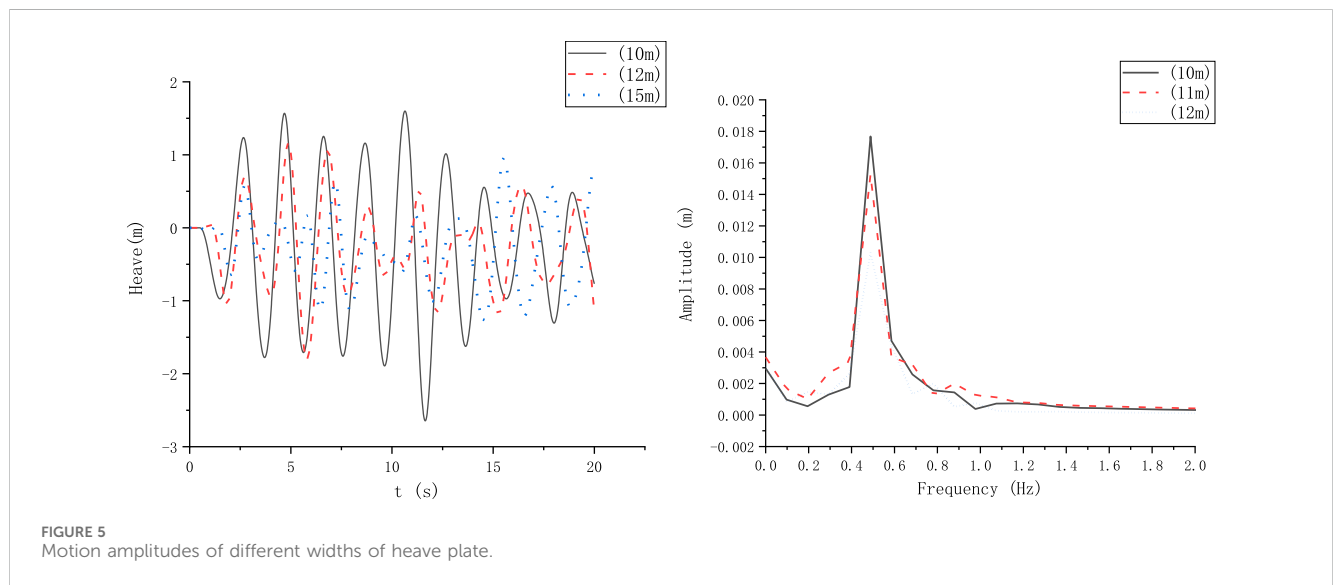 (10m)
(12m)
(15m)
2
1
0
−1
−2
−3
Heave(m)
0
5
10
15
20
t (s)
(10m)
(11m)
(12m)
0.020
0.018
0.016
0.014
0.012
0.010
0.008
0.006
0.004
0.002
0.000
−0.002
Amplitude (m)
0.0
0.2
0.4
0.6
0.8
1.0
1.2
1.4
1.6
1.8
2.0
Frequency (Hz)
FIGURE 5
Motion amplitudes of different widths of heave plate.